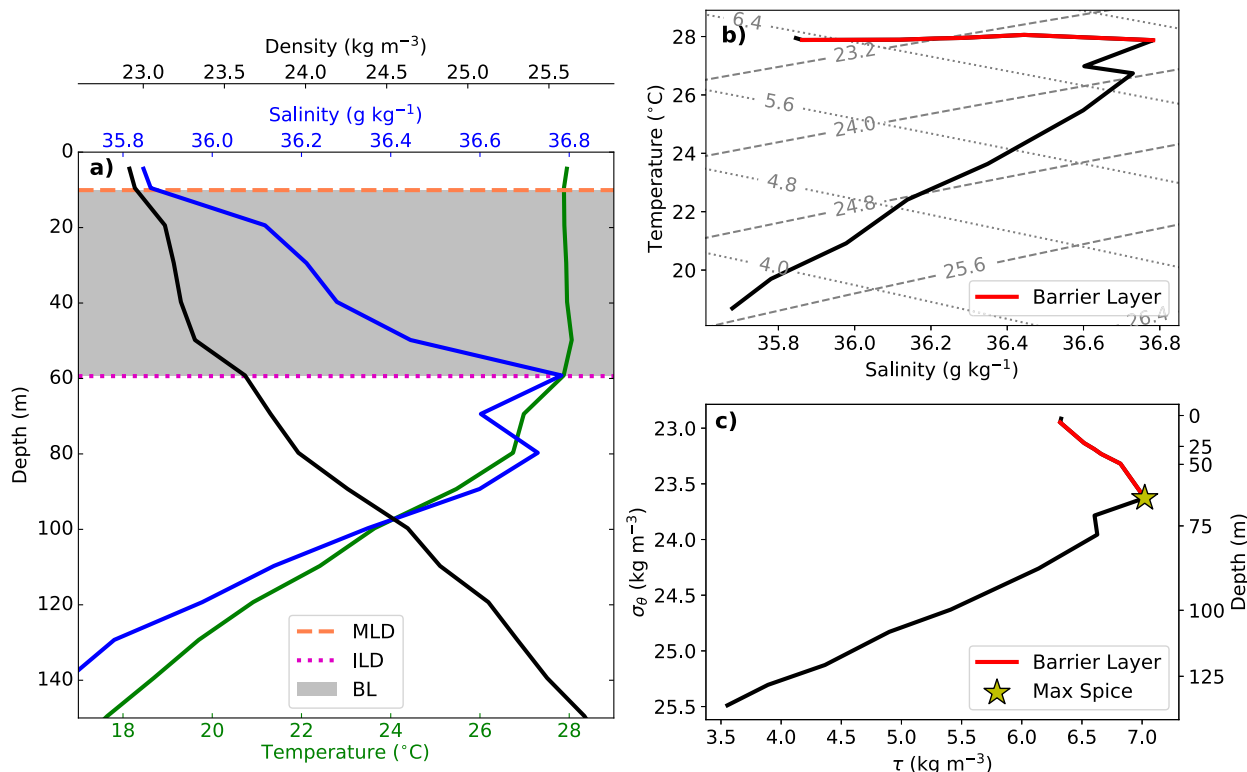 Density (kg m⁻³)
23.0 23.5 24.0 24.5 25.0 25.5
Salinity (g kg⁻¹)
35.8 36.0 36.2 36.4 36.6 36.8
a)
0
20
40
60
80
100
120
140
Depth (m)
MLD
ILD
BL
18 20 22 24 26 28
Temperature (°C)
b)
28
26
24
22
20
Temperature (°C)
6.4
23.2
5.6
24.0
4.8
24.8
4.0
25.6
26.4
Barrier Layer
35.8 36.0 36.2 36.4 36.6 36.8
Salinity (g kg⁻¹)
c)
23.0
23.5
24.0
24.5
25.0
25.5
σθ (kg m⁻³)
0
25
50
75
100
125
Depth (m)
Barrier Layer
Max Spice
3.5 4.0 4.5 5.0 5.5 6.0 6.5 7.0
τ (kg m⁻³)